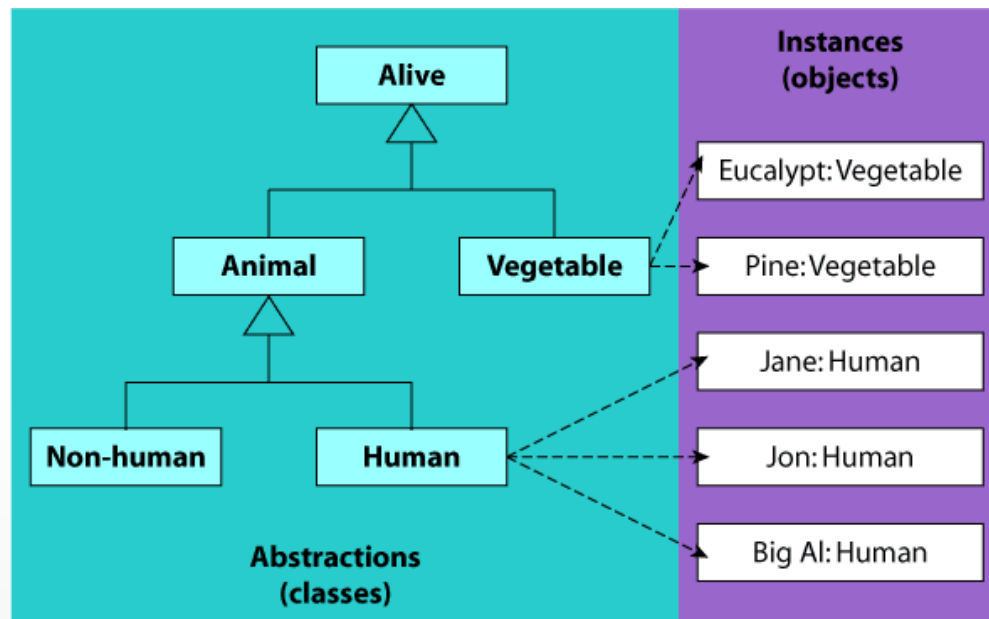 Alive
Animal
Vegetable
Non-human
Human
Abstractions
(classes)
Instances
(objects)
Eucalypt: Vegetable
Pine: Vegetable
Jane: Human
Jon: Human
Big Al: Human